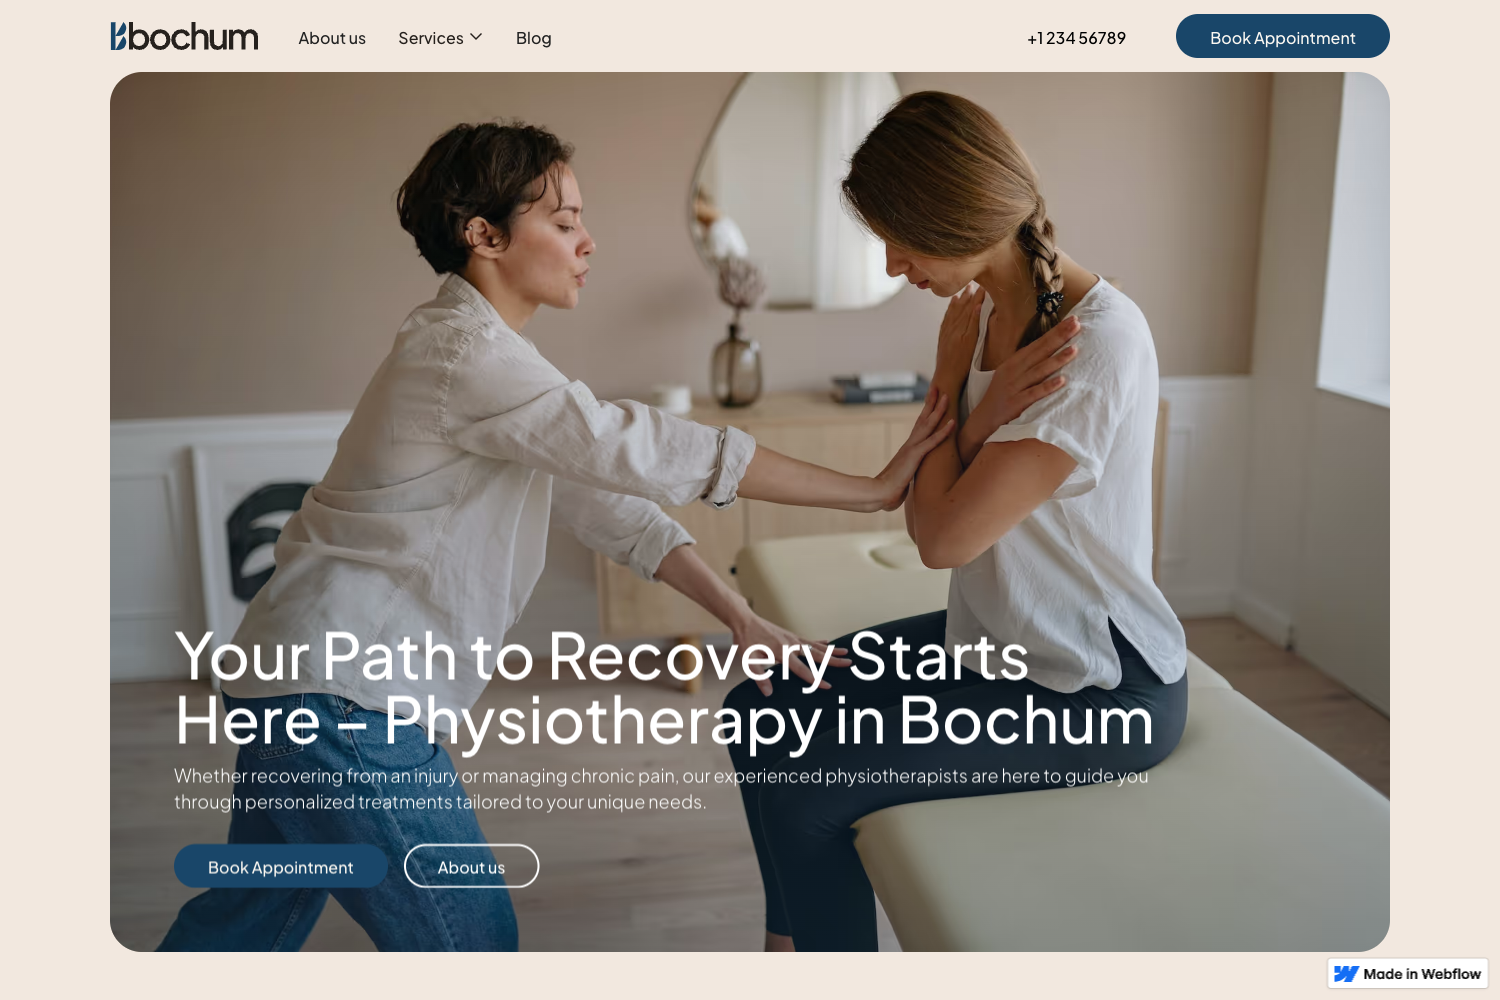 bochum
About us
Services
Blog
+1 234 56789
Book Appointment
Your Path to Recovery Starts
Here – Physiotherapy in Bochum
Whether recovering from an injury or managing chronic pain, our experienced physiotherapists are here to guide you
through personalized treatments tailored to your unique needs.
Book Appointment
About us
Made in Webflow